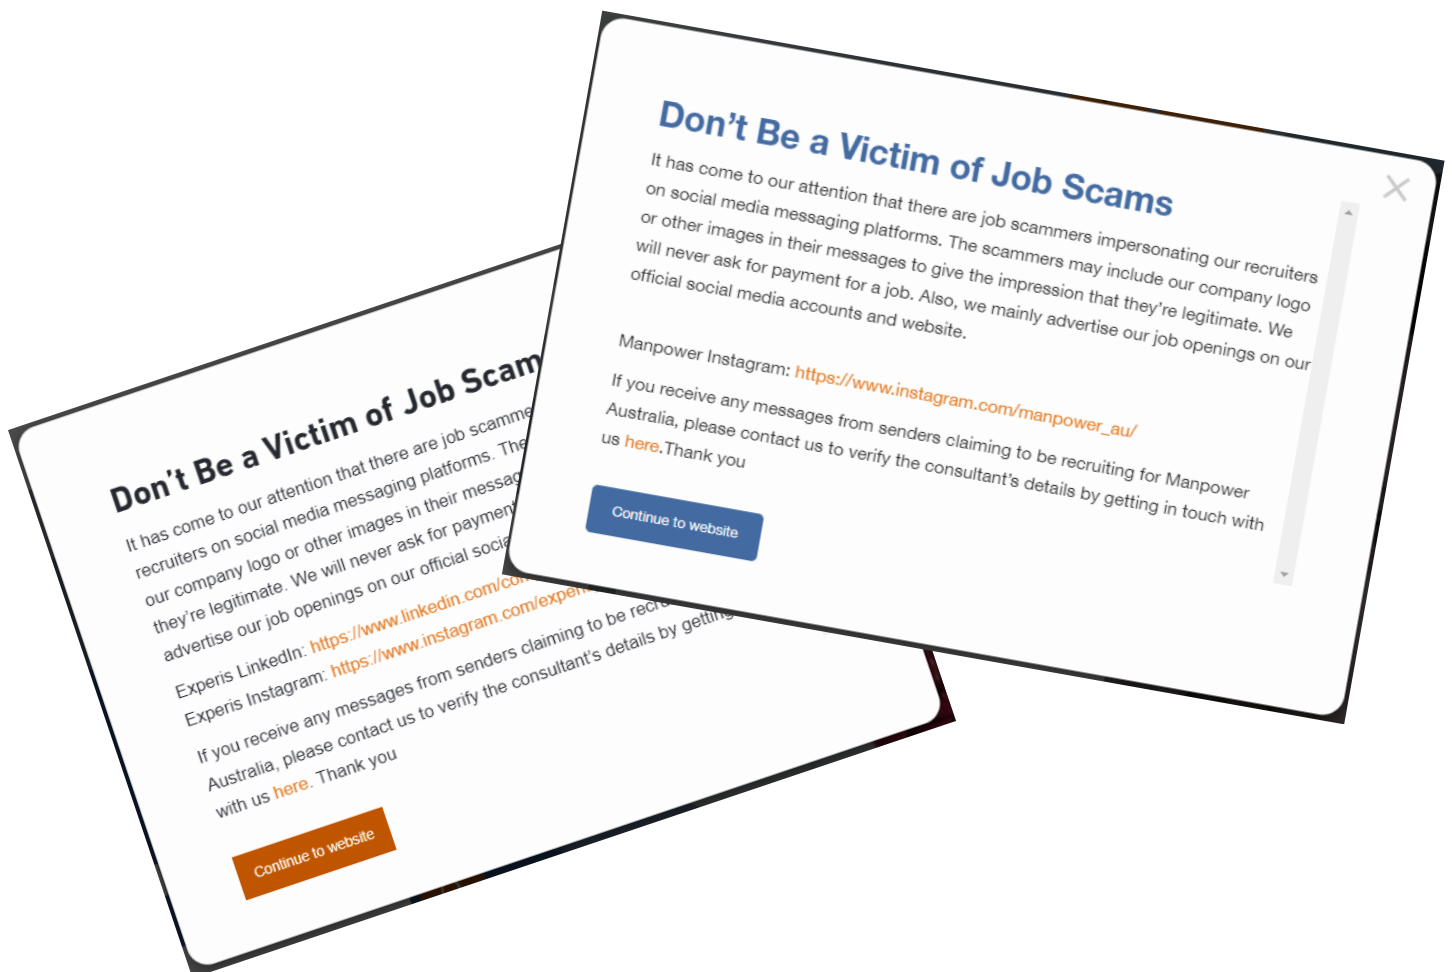 Don't Be a Victim of Job Scams
It has come to our attention that there are job scammers impersonating our recruiters
on social media messaging platforms. The scammers may include our company logo
or other images in their messages to give the impression that they're legitimate. We
will never ask for payment for a job. Also, we mainly advertise our job openings on our
official social media accounts and website.
Manpower Instagram: https://www.instagram.com/manpower_au/
If you receive any messages from senders claiming to be recruiting for Manpower
Australia, please contact us to verify the consultant's details by getting in touch with
us here.Thank you
Continue to website
Don't Be a Victim of Job Scam
It has come to our attention that there are job scamme
recruiters on social media messaging platforms. The
our company logo or other images in their messag
they're legitimate. We will never ask for payment
advertise our job openings on our official socia
Experis LinkedIn: https://www.linkedin.com/co
Experis Instagram: https://www.instagram.com/experi
If you receive any messages from senders claiming to be recru
Australia, please contact us to verify the consultant's details by getting
with us here. Thank you
Continue to website